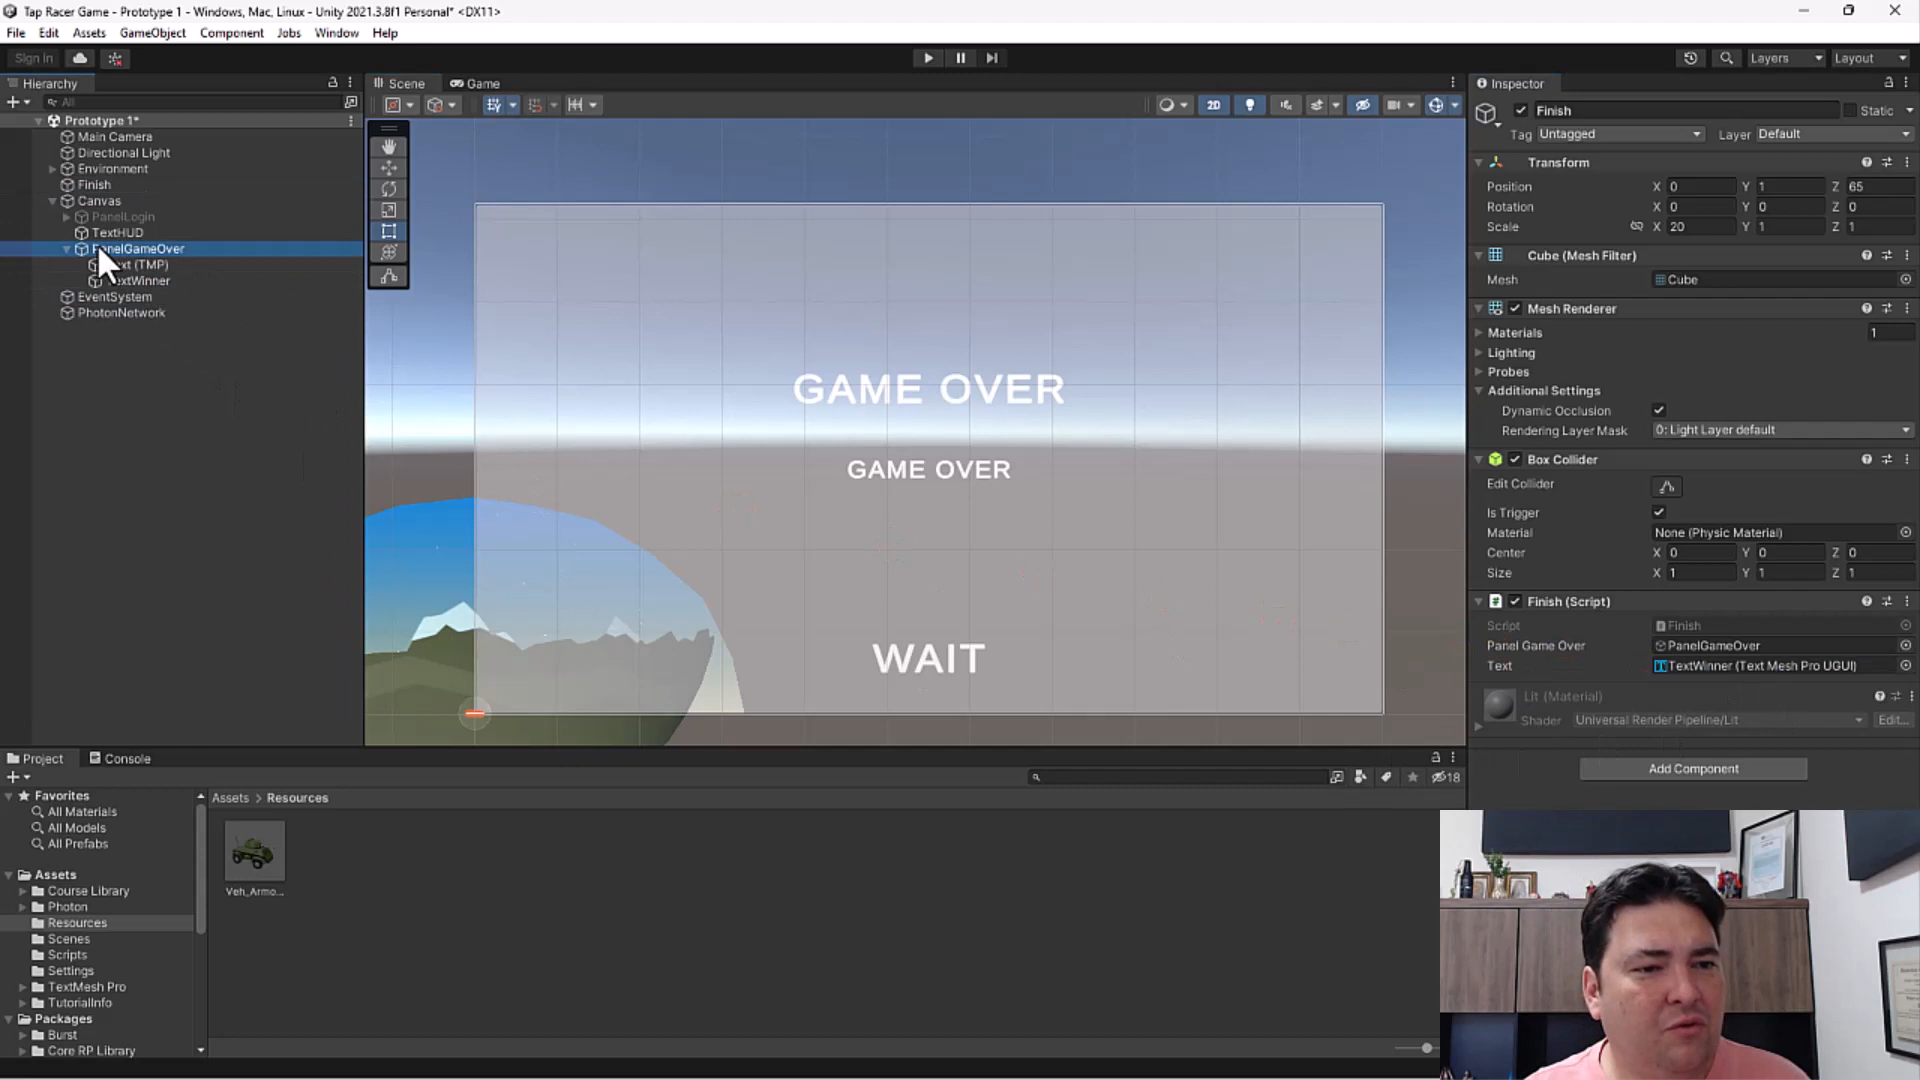 Tap Racer Game - Prototype 1 - Windows, Mac, Linux - Unity 2021.3.8f1 Personal* <DX11>
File Edit Assets GameObject Component Jobs Window Help
Sign in
Layers
Layout
Hierarchy
All
Prototype 1*
Main Camera
Directional Light
Environment
Finish
Canvas
PanelLogin
TextHUD
PanelGameOver
(TMP)
TextWinner
EventSystem
PhotonNetwork
Scene
Game
2D
GAME OVER
GAME OVER
WAIT
Inspector
Finish
Static
Tag Untagged
Layer Default
Transform
Position X 0 Y 1 Z 65
Rotation X 0 Y 0 Z 0
Scale X 20 Y 1 Z 1
Cube (Mesh Filter)
Mesh Cube
Mesh Renderer
Materials 1
Lighting
Probes
Additional Settings
Dynamic Occlusion
Rendering Layer Mask 0: Light Layer default
Box Collider
Edit Collider
Is Trigger
Material None (Physic Material)
Center X 0 Y 0 Z 0
Size X 1 Y 1 Z 1
Finish (Script)
Script Finish
Panel Game Over PanelGameOver
Text TextWinner (Text Mesh Pro UGUI)
Lit (Material)
Shader Universal Render Pipeline/Lit Edit...
Add Component
Project
Console
18
Favorites
All Materials
All Models
All Prefabs
Assets
Course Library
Photon
Resources
Scenes
Scripts
Settings
TextMesh Pro
TutorialInfo
Packages
Burst
Core RP Library
Assets > Resources
Veh_Armo...